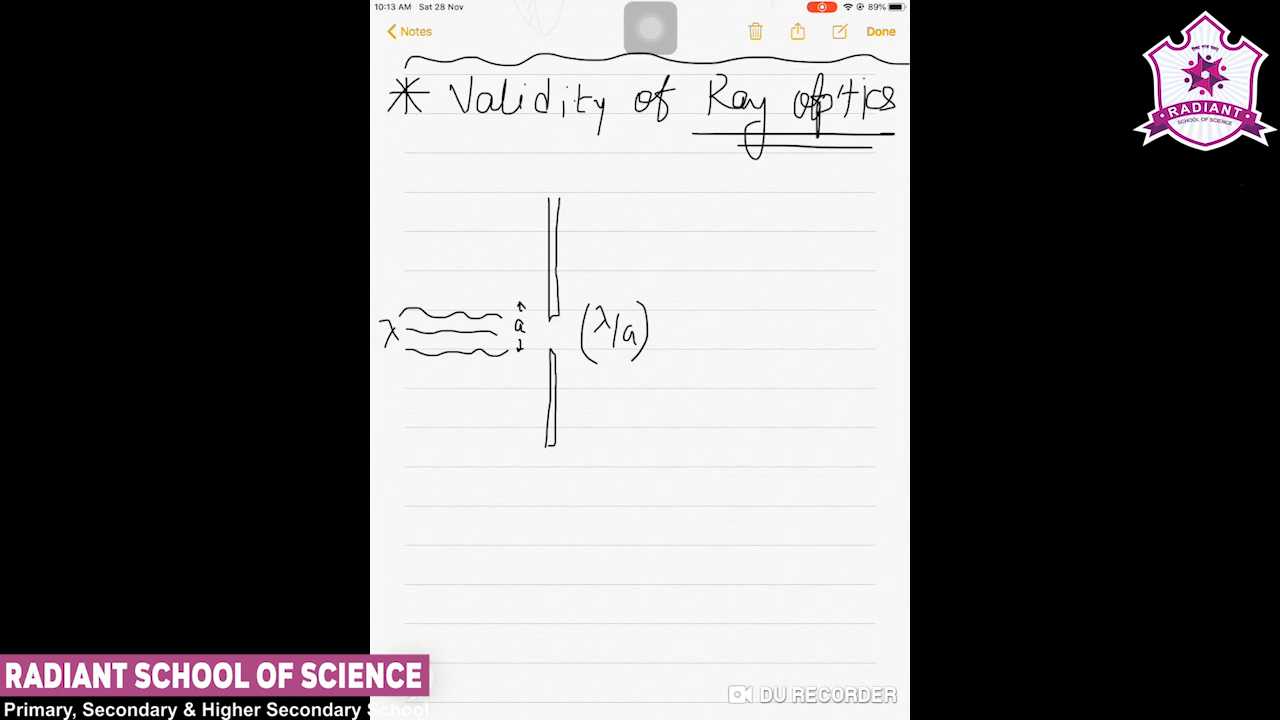 10:13 AM Sat 28 Nov
89%
Notes
Done
* Validity of Ray optics
λ
a
(λ/a)
RADIANT
SCHOOL OF SCIENCE
RADIANT SCHOOL OF SCIENCE
Primary, Secondary & Higher Secondary School
DU RECORDER